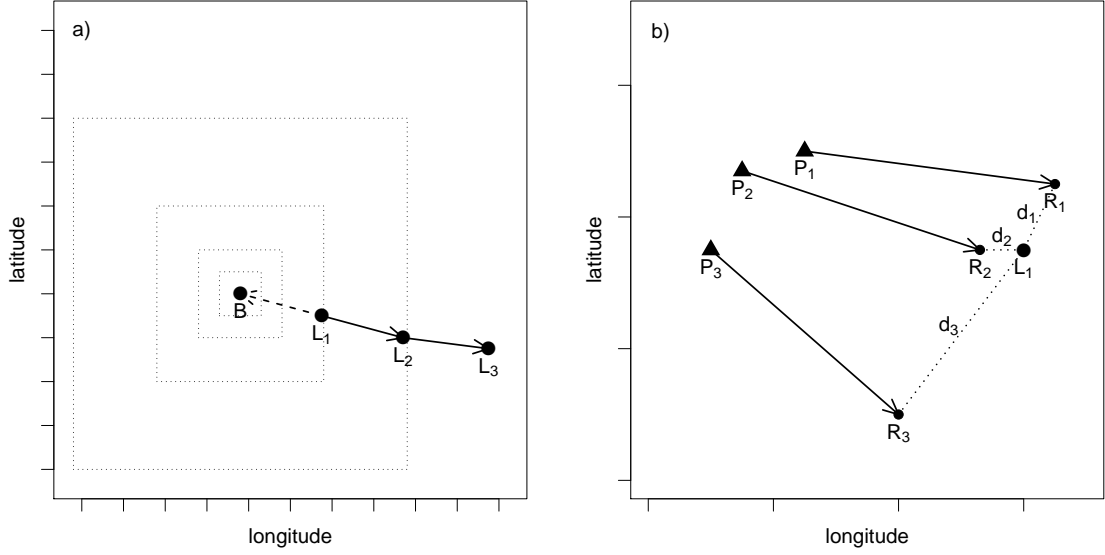 a)
latitude
B
L1
L2
L3
longitude
b)
latitude
P1
P2
P3
R1
d1
d2
R2
L1
d3
R3
longitude